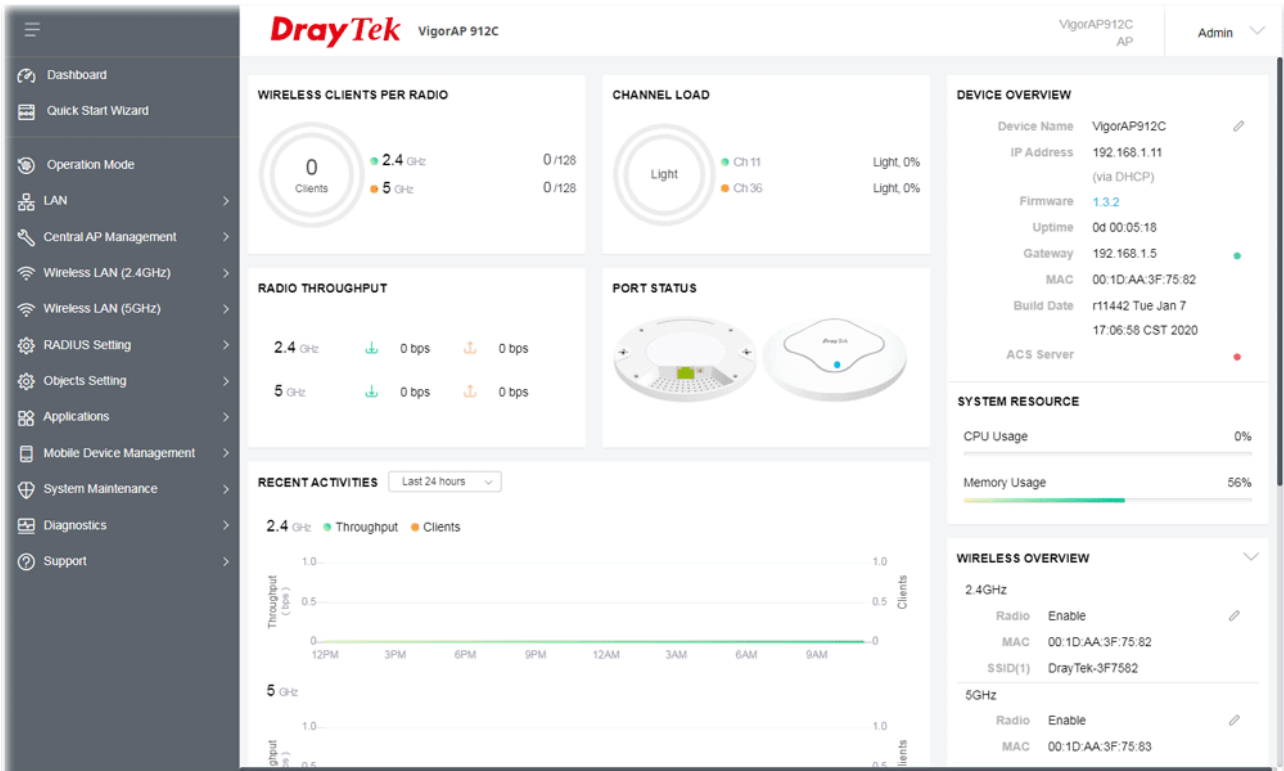 DrayTek VigorAP 912C
VigorAP912C
AP
Admin
Dashboard
Quick Start Wizard
Operation Mode
LAN
Central AP Management
Wireless LAN (2.4GHz)
Wireless LAN (5GHz)
RADIUS Setting
Objects Setting
Applications
Mobile Device Management
System Maintenance
Diagnostics
Support
WIRELESS CLIENTS PER RADIO
0
Clients
2.4 GHz 0 /128
5 GHz 0 /128
CHANNEL LOAD
Light
Ch 11 Light, 0%
Ch 36 Light, 0%
RADIO THROUGHPUT
2.4 GHz 0 bps 0 bps
5 GHz 0 bps 0 bps
PORT STATUS
DrayTek
RECENT ACTIVITIES Last 24 hours
2.4 GHz Throughput Clients
Throughput
( bps )
1.0 1.0
0.5 0.5
0 0
Clients
12PM 3PM 6PM 9PM 12AM 3AM 6AM 9AM
5 GHz
1.0 1.0
0.5 0.5
DEVICE OVERVIEW
Device Name VigorAP912C
IP Address 192.168.1.11
(via DHCP)
Firmware 1.3.2
Uptime 0d 00:05:18
Gateway 192.168.1.5
MAC 00:1D:AA:3F:75:82
Build Date r11442 Tue Jan 7
17:06:58 CST 2020
ACS Server
SYSTEM RESOURCE
CPU Usage 0%
Memory Usage 56%
WIRELESS OVERVIEW
2.4GHz
Radio Enable
MAC 00:1D:AA:3F:75:82
SSID(1) DrayTek-3F7582
5GHz
Radio Enable
MAC 00:1D:AA:3F:75:83